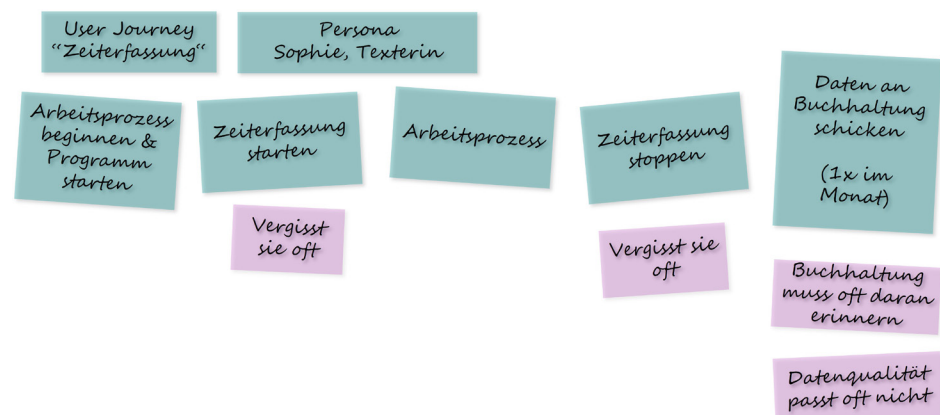 User Journey
"Zeiterfassung"
Persona
Sophie, Texterin
Arbeitsprozess
beginnen &
Programm
starten
Zeiterfassung
starten
Arbeitsprozess
Zeiterfassung
stoppen
Daten an
Buchhaltung
schicken
(1x im
Monat)
Vergisst
sie oft
Vergisst sie
oft
Buchhaltung
muss oft daran
erinnern
Datenqualität
passt oft nicht